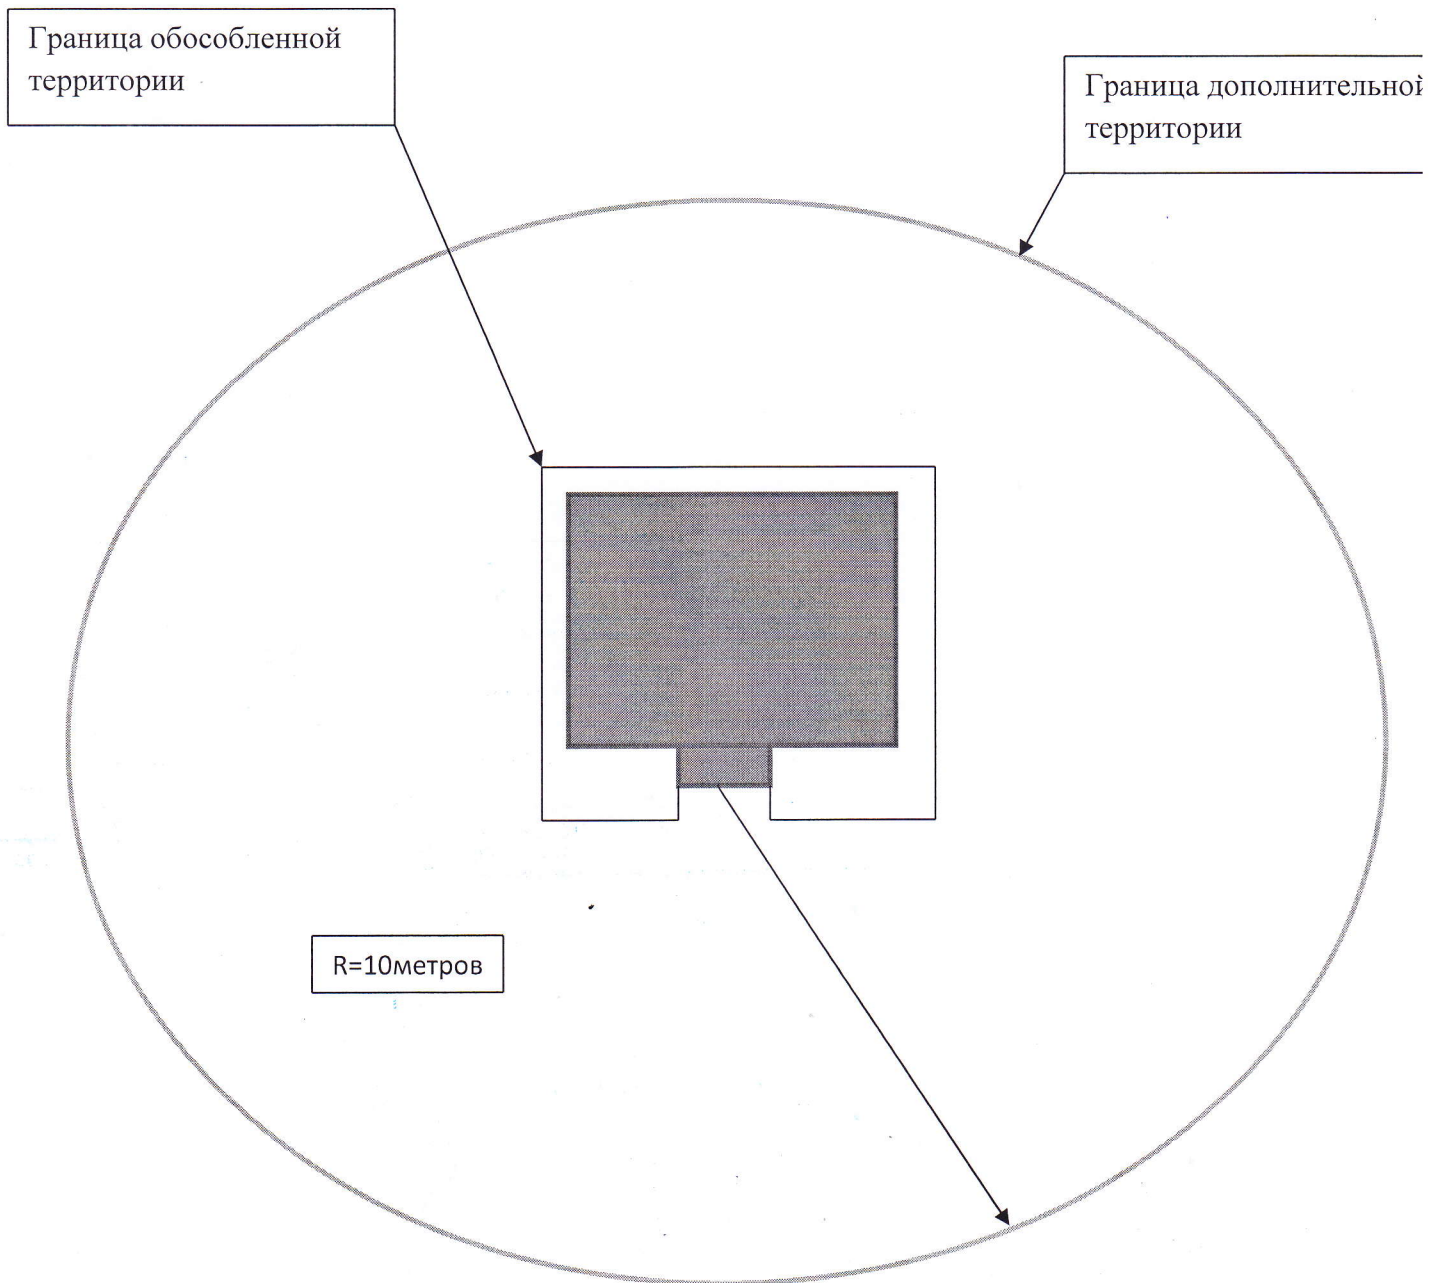 Граница обособленной
территории
Граница дополнительной
территории
R=10метров